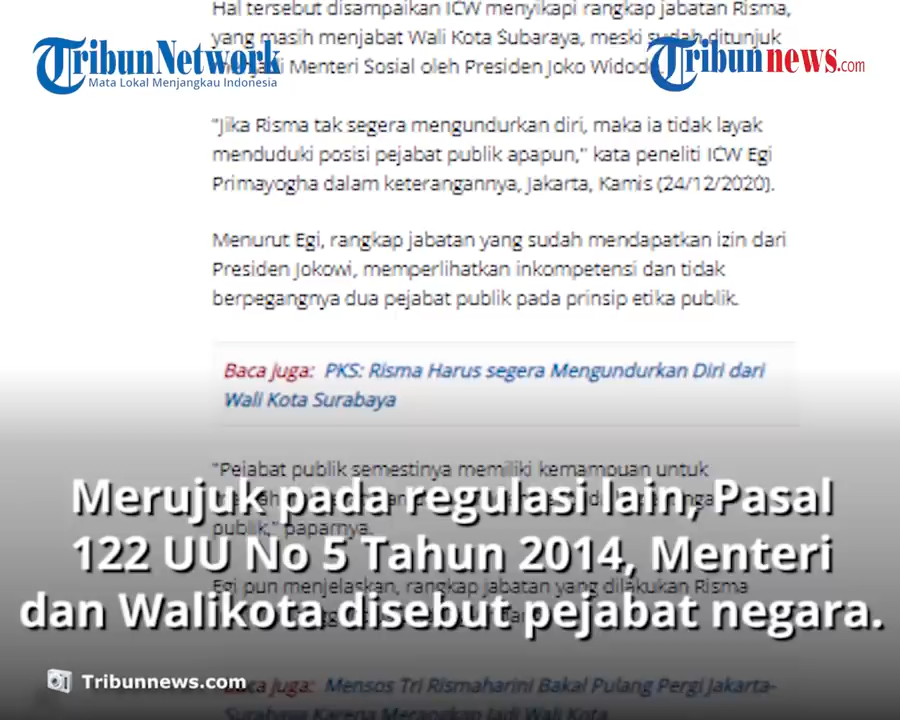 Hal tersebut disampaikan ICW menyikapi rangkap jabatan Risma,
yang masih menjabat Wali Kota Subaraya, meski sudah ditunjuk
Menteri Sosial oleh Presiden Joko Widodo.
TribunNetwork
Mata Lokal Menjangkau Indonesia
Tribunnews.com
"Jika Risma tak segera mengundurkan diri, maka ia tidak layak
menduduki posisi pejabat publik apapun," kata peneliti ICW Egi
Primayogha dalam keterangannya, Jakarta, Kamis (24/12/2020).
Menurut Egi, rangkap jabatan yang sudah mendapatkan izin dari
Presiden Jokowi, memperlihatkan inkompetensi dan tidak
berpegangnya dua pejabat publik pada prinsip etika publik.
Baca juga: PKS: Risma Harus segera Mengundurkan Diri dari
Wali Kota Surabaya
"Pejabat publik semestinya memiliki kemampuan untuk
publik," paparnya.
Egi pun menjelaskan, rangkap jabatan yang dilakukan Risma
Merujuk pada regulasi lain, Pasal
122 UU No 5 Tahun 2014, Menteri
dan Walikota disebut pejabat negara.
Tribunnews.com
Baca juga: Mensos Tri Rismaharini Bakal Pulang Pergi Jakarta-
Surabaya Karena Merangkap Jadi Wali Kota